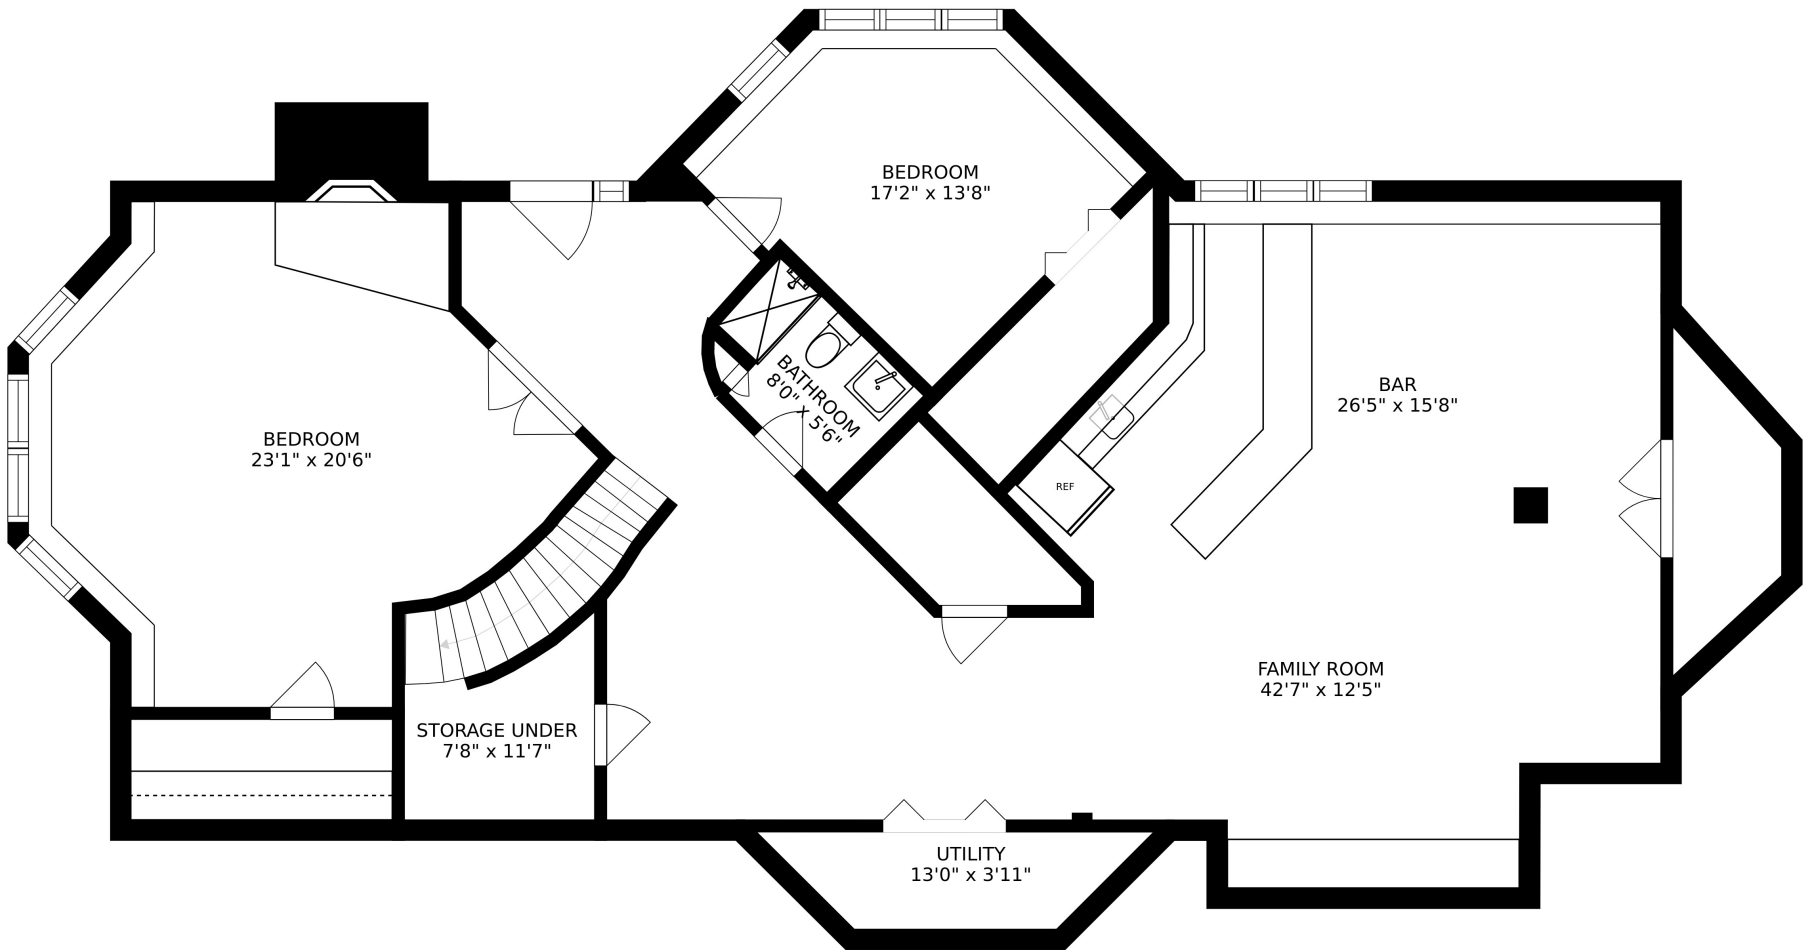 BEDROOM
17'2" x 13'8"
BEDROOM
23'1" x 20'6"
BATHROOM
8'0" x 5'6"
BAR
26'5" x 15'8"
REF
FAMILY ROOM
42'7" x 12'5"
STORAGE UNDER
7'8" x 11'7"
UTILITY
13'0" x 3'11"